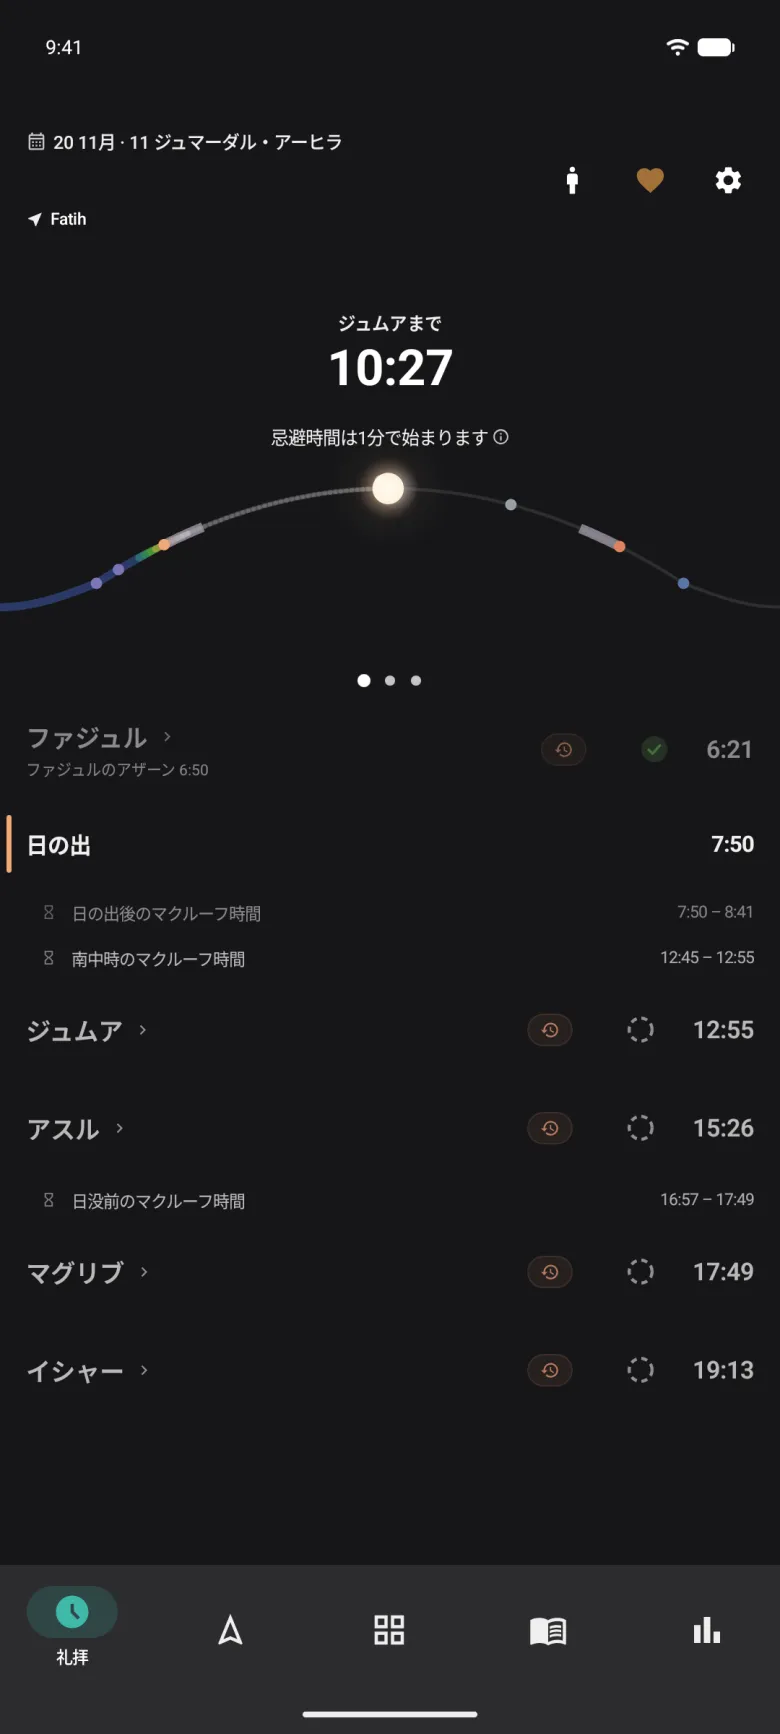 9:41
20 11月 · 11 ジュマーダル・アーヒラ
Fatih
ジュムアまで
10:27
忌避時間は1分で始まります
ファジュル
6:21
ファジュルのアザーン 6:50
日の出
7:50
日の出後のマクルーフ時間
7:50 – 8:41
南中時のマクルーフ時間
12:45 – 12:55
ジュムア
12:55
アスル
15:26
日没前のマクルーフ時間
16:57 – 17:49
マグリブ
17:49
イシャー
19:13
礼拝